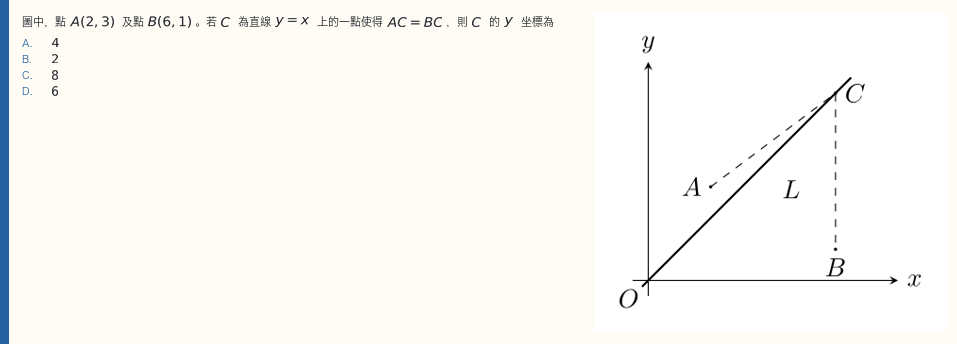 圖中，點 A(2, 3) 及點 B(6, 1)。若 C 為直線 y = x 上的一點使得 AC = BC，則 C 的 y 坐標為
A. 4
B. 2
C. 8
D. 6
y
C
A
L
B
x
O